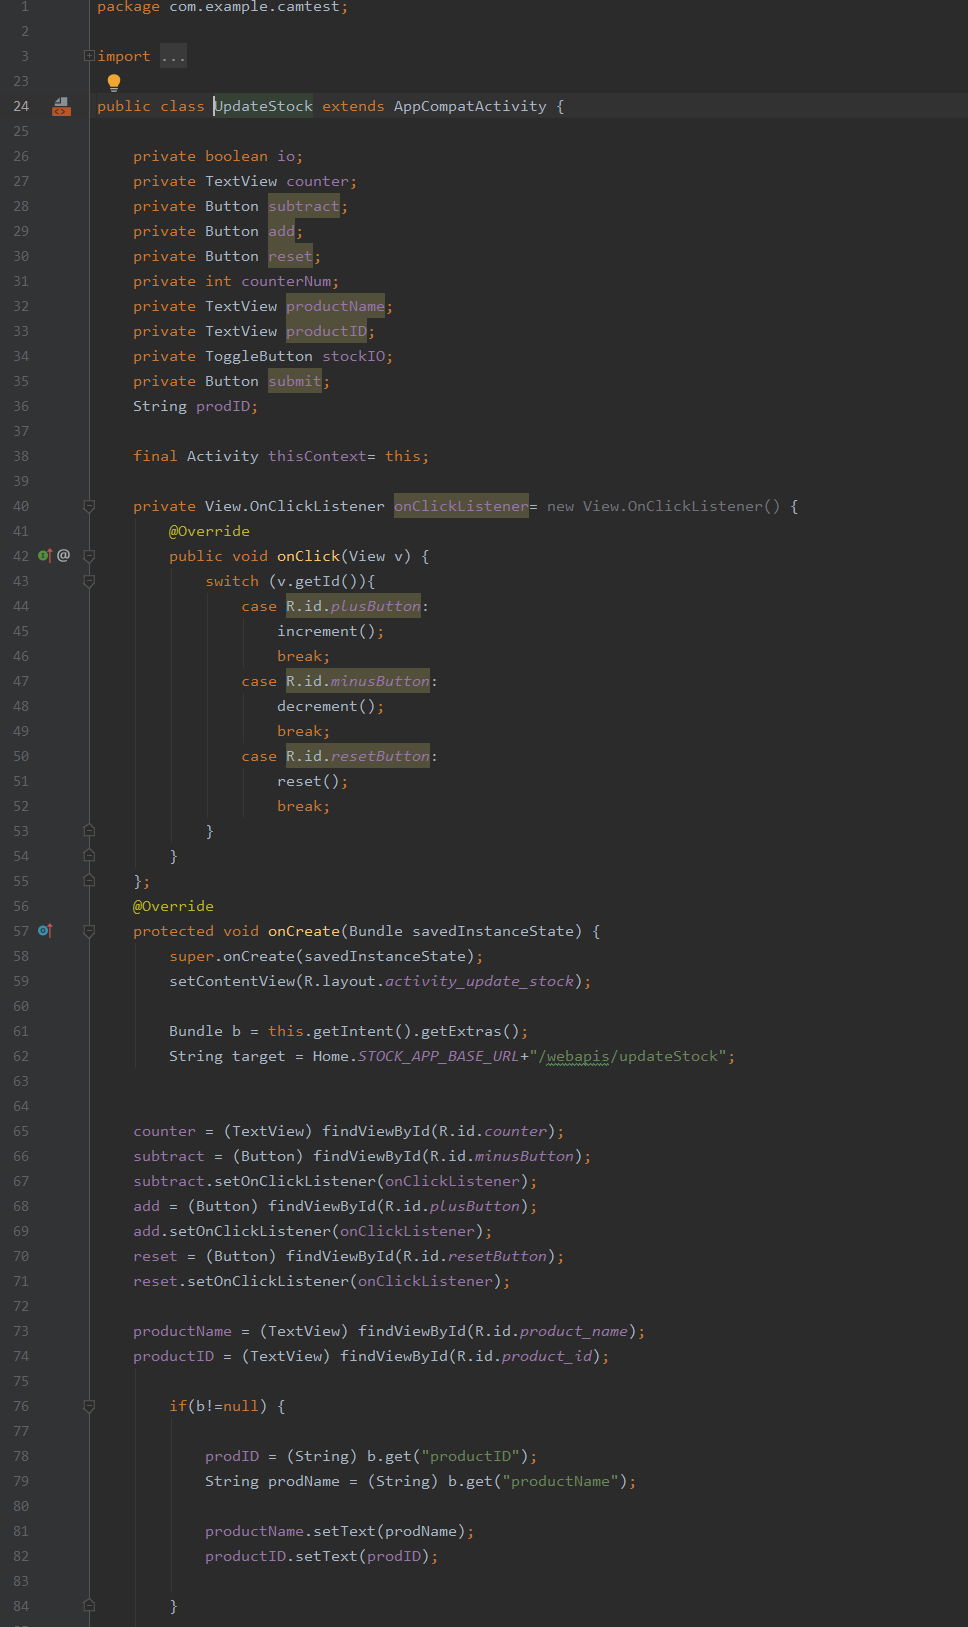 1 package com.example.camtest;
2
3 import ...
23
24 public class UpdateStock extends AppCompatActivity {
25
26     private boolean io;
27     private TextView counter;
28     private Button subtract;
29     private Button add;
30     private Button reset;
31     private int counterNum;
32     private TextView productName;
33     private TextView productID;
34     private ToggleButton stockIO;
35     private Button submit;
36     String prodID;
37
38     final Activity thisContext= this;
39
40     private View.OnClickListener onClickListener= new View.OnClickListener() {
41         @Override
42 @       public void onClick(View v) {
43             switch (v.getId()){
44                 case R.id.plusButton:
45                     increment();
46                     break;
47                 case R.id.minusButton:
48                     decrement();
49                     break;
50                 case R.id.resetButton:
51                     reset();
52                     break;
53             }
54         }
55     };
56     @Override
57     protected void onCreate(Bundle savedInstanceState) {
58         super.onCreate(savedInstanceState);
59         setContentView(R.layout.activity_update_stock);
60
61         Bundle b = this.getIntent().getExtras();
62         String target = Home.STOCK_APP_BASE_URL+"/webapis/updateStock";
63
64
65     counter = (TextView) findViewById(R.id.counter);
66     subtract = (Button) findViewById(R.id.minusButton);
67     subtract.setOnClickListener(onClickListener);
68     add = (Button) findViewById(R.id.plusButton);
69     add.setOnClickListener(onClickListener);
70     reset = (Button) findViewById(R.id.resetButton);
71     reset.setOnClickListener(onClickListener);
72
73     productName = (TextView) findViewById(R.id.product_name);
74     productID = (TextView) findViewById(R.id.product_id);
75
76         if(b!=null) {
77
78             prodID = (String) b.get("productID");
79             String prodName = (String) b.get("productName");
80
81             productName.setText(prodName);
82             productID.setText(prodID);
83
84         }